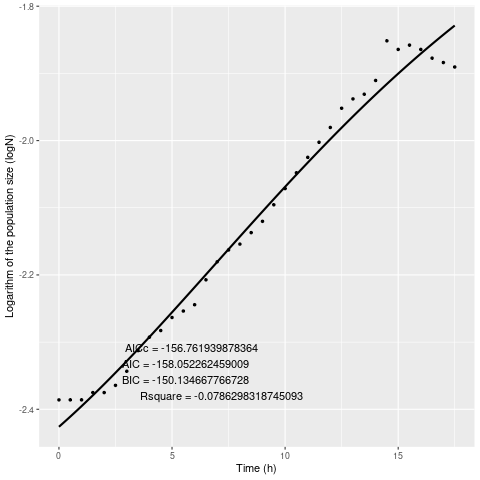 -1.8
-2.0
-2.2
-2.4
Logarithm of the population size (logN)
AICc = -156.761939878364
AIC = -158.052262459009
BIC = -150.134667766728
Rsquare = -0.0786298318745093
0 5 10 15
Time (h)